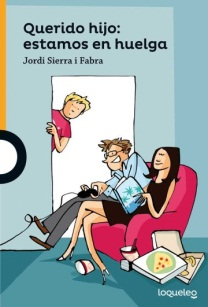 Querido hijo:
estamos en huelga
Jordi Sierra i Fabra
loqueleo